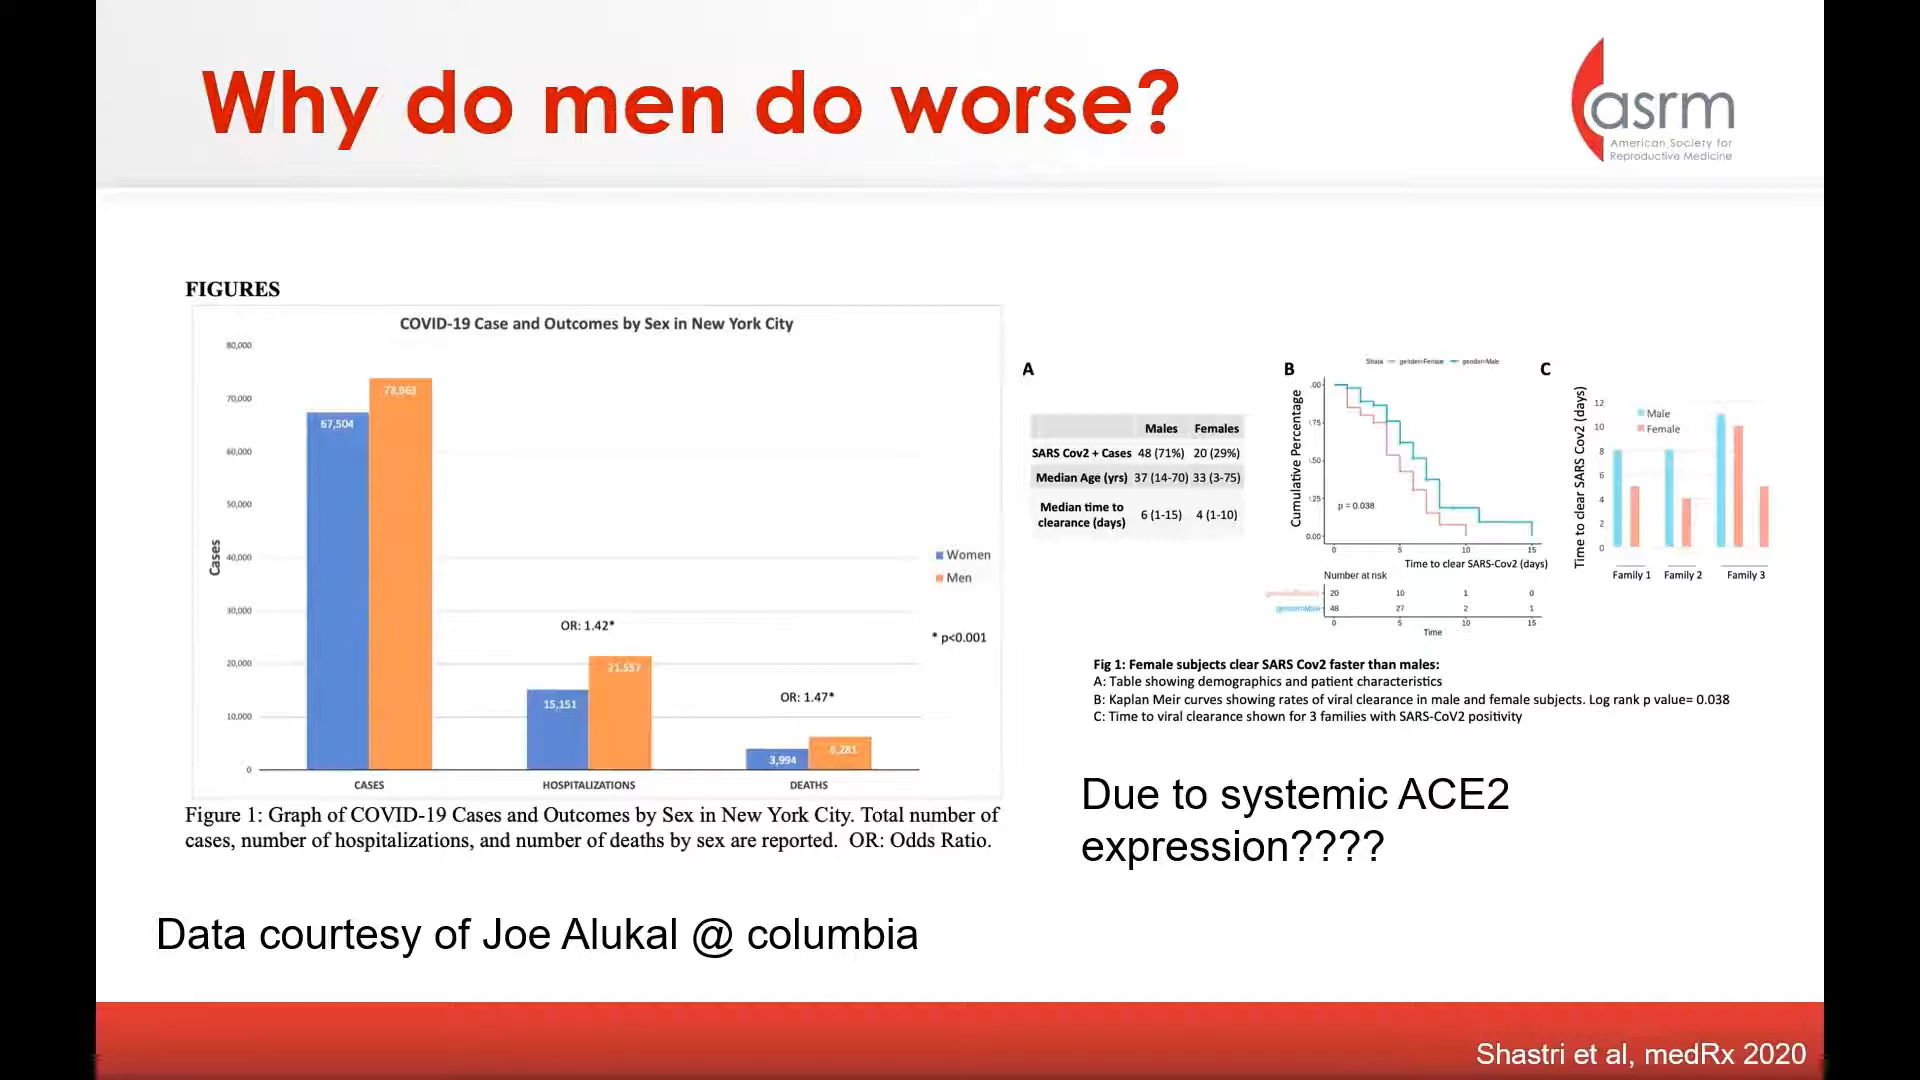 Why do men do worse?
asrm
American Society for
Reproductive Medicine
FIGURES
COVID-19 Case and Outcomes by Sex in New York City
80,000
70,000
60,000
50,000
40,000
30,000
20,000
10,000
0
Cases
67,504
73,963
OR: 1.42*
15,151
21,557
OR: 1.47*
3,994
6,281
Women
Men
* p<0.001
CASES
HOSPITALIZATIONS
DEATHS
Figure 1: Graph of COVID-19 Cases and Outcomes by Sex in New York City. Total number of
cases, number of hospitalizations, and number of deaths by sex are reported. OR: Odds Ratio.
Data courtesy of Joe Alukal @ columbia
A
Males Females
SARS Cov2 + Cases 48 (71%) 20 (29%)
Median Age (yrs) 37 (14-70) 33 (3-75)
Median time to
clearance (days) 6 (1-15) 4 (1-10)
B
Strata gender=Female gender=Male
Cumulative Percentage
.00
.75
.50
.25
0.00
p = 0.038
0 5 10 15
Time to clear SARS-Cov2 (days)
Number at risk
20 10 1 0
gender=Male 48 27 2 1
0 5 10 15
Time
C
Time to clear SARS Cov2 (days)
12
10
8
6
4
2
0
Male
Female
Family 1 Family 2 Family 3
Fig 1: Female subjects clear SARS Cov2 faster than males:
A: Table showing demographics and patient characteristics
B: Kaplan Meir curves showing rates of viral clearance in male and female subjects. Log rank p value= 0.038
C: Time to viral clearance shown for 3 families with SARS-CoV2 positivity
Due to systemic ACE2
expression????
Shastri et al, medRx 2020